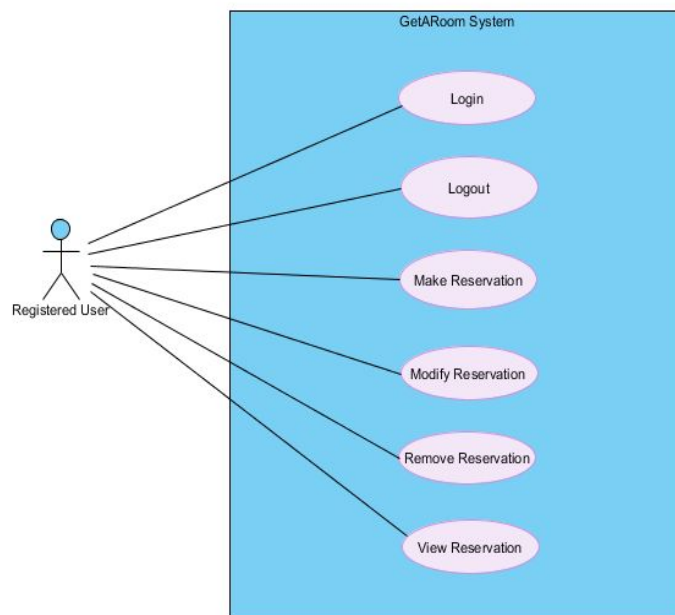 GetARoom System
Login
Logout
Make Reservation
Registered User
Modify Reservation
Remove Reservation
View Reservation